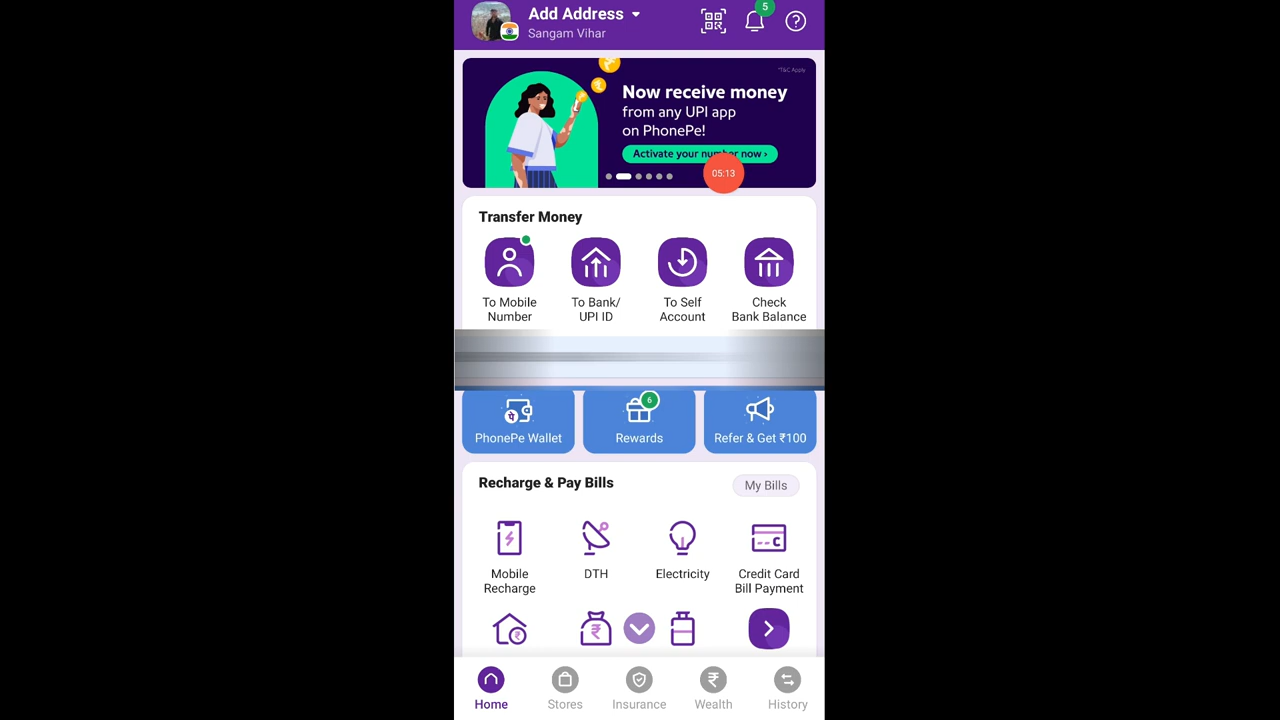 Add Address
Sangam Vihar
5
*T&C Apply
Now receive money
from any UPI app
on PhonePe!
Activate your number now ›
05:13
Transfer Money
To Mobile Number
To Bank/ UPI ID
To Self Account
Check Bank Balance
6
PhonePe Wallet
Rewards
Refer & Get ₹100
Recharge & Pay Bills
My Bills
Mobile Recharge
DTH
Electricity
Credit Card Bill Payment
Home
Stores
Insurance
Wealth
History